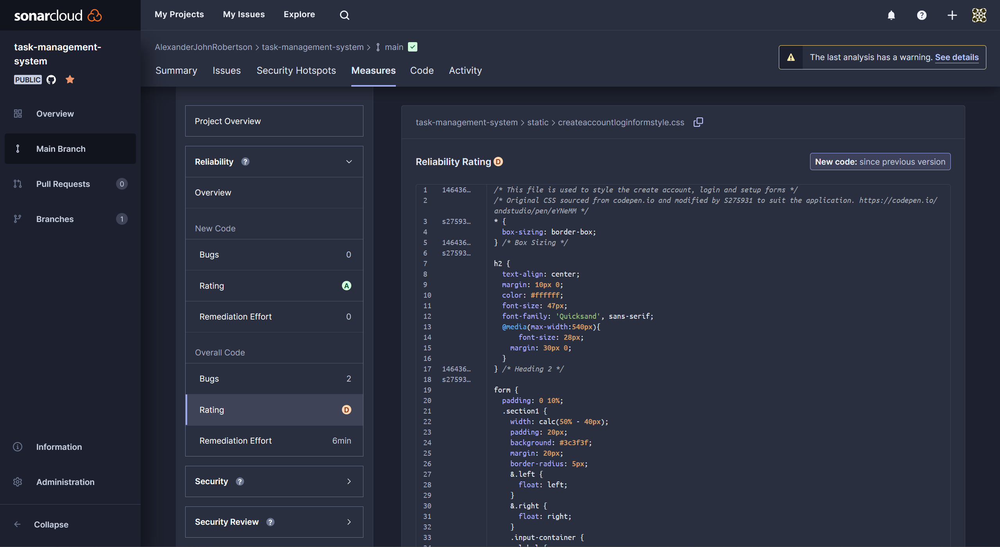 sonarcloud
My Projects
My Issues
Explore
task-management-
system
PUBLIC
AlexanderJohnRobertson > task-management-system > main
The last analysis has a warning. See details
Summary
Issues
Security Hotspots
Measures
Code
Activity
Overview
Main Branch
Pull Requests 0
Branches 1
Information
Administration
Collapse
Project Overview
Reliability ?
Overview
New Code
Bugs 0
Rating A
Remediation Effort 0
Overall Code
Bugs 2
Rating D
Remediation Effort 6min
Security ?
Security Review ?
task-management-system > static > createaccountloginformstyle.css
Reliability Rating D
New code: since previous version
1 146436… /* This file is used to style the create account, login and setup forms */
2 /* Original CSS sourced from codepen.io and modified by S275931 to suit the application. https://codepen.io/
andstudio/pen/eYNeMM */
3 s27593… * {
4 box-sizing: border-box;
5 146436… } /* Box Sizing */
6 s27593…
7 h2 {
8 text-align: center;
9 margin: 10px 0;
10 color: #ffffff;
11 font-size: 47px;
12 font-family: 'Quicksand', sans-serif;
13 @media(max-width:540px){
14 font-size: 28px;
15 margin: 30px 0;
16 }
17 146436… } /* Heading 2 */
18 s27593…
19 form {
20 padding: 0 10%;
21 .section1 {
22 width: calc(50% - 40px);
23 padding: 20px;
24 background: #3c3f3f;
25 margin: 20px;
26 border-radius: 5px;
27 &.left {
28 float: left;
29 }
30 &.right {
31 float: right;
32 }
33 .input-container {